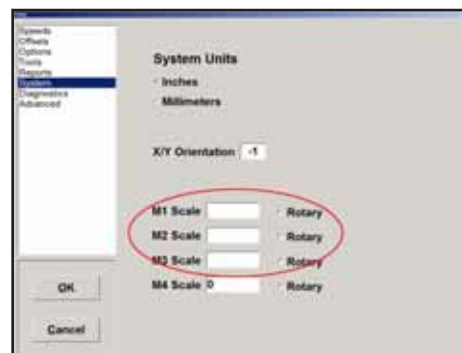 Speeds
Offsets
Options
Tools
Reports
System
Diagnostics
Advanced
System Units
Inches
Millimeters
X/Y Orientation -1
M1 Scale Rotary
M2 Scale Rotary
M3 Scale Rotary
M4 Scale 0 Rotary
OK
Cancel